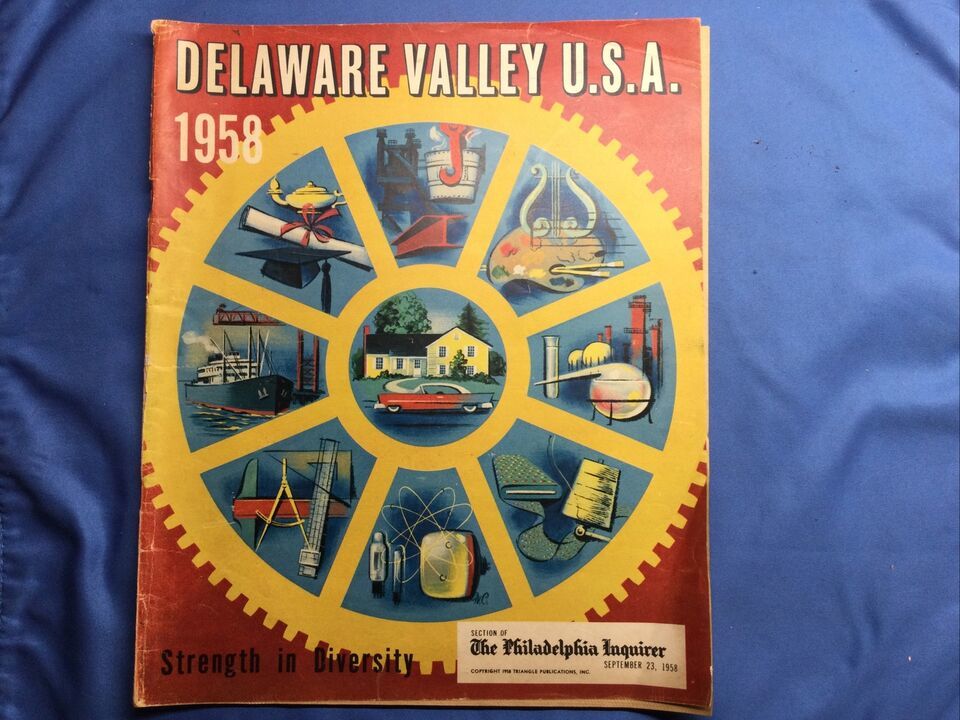 DELAWARE VALLEY U.S.A.
1958
Strength in Diversity
SECTION OF
The Philadelphia Inquirer
SEPTEMBER 23, 1958
COPYRIGHT 1958 TRIANGLE PUBLICATIONS, INC.